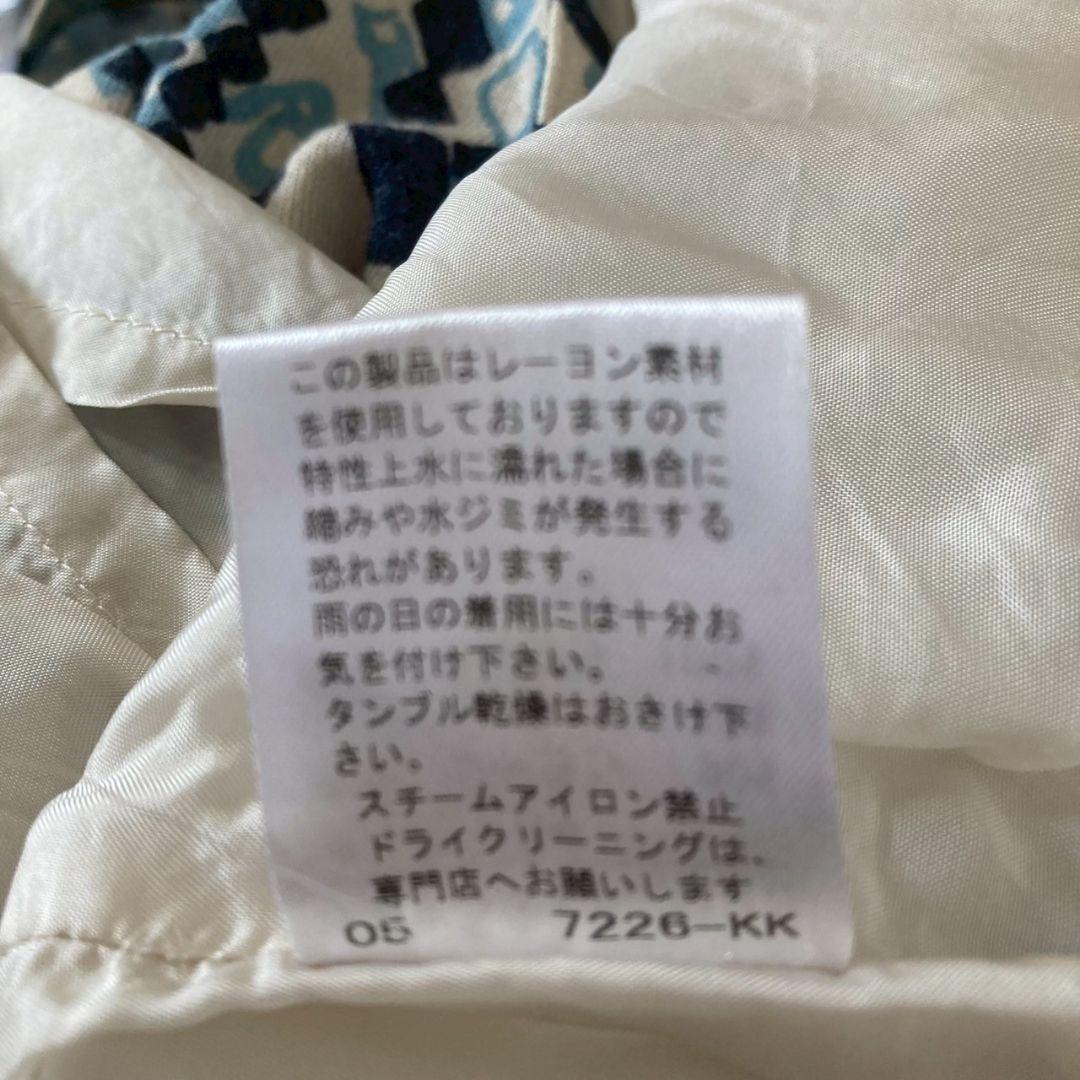 この製品はレーヨン素材
を使用しておりますので
特性上水に濡れた場合に
縮みや水ジミが発生する
恐れがあります。
雨の日の着用には十分お
気を付け下さい。
タンブル乾燥はおさけ下
さい。
スチームアイロン禁止
ドライクリーニングは、
専門店へお願いします
05 7226-KK